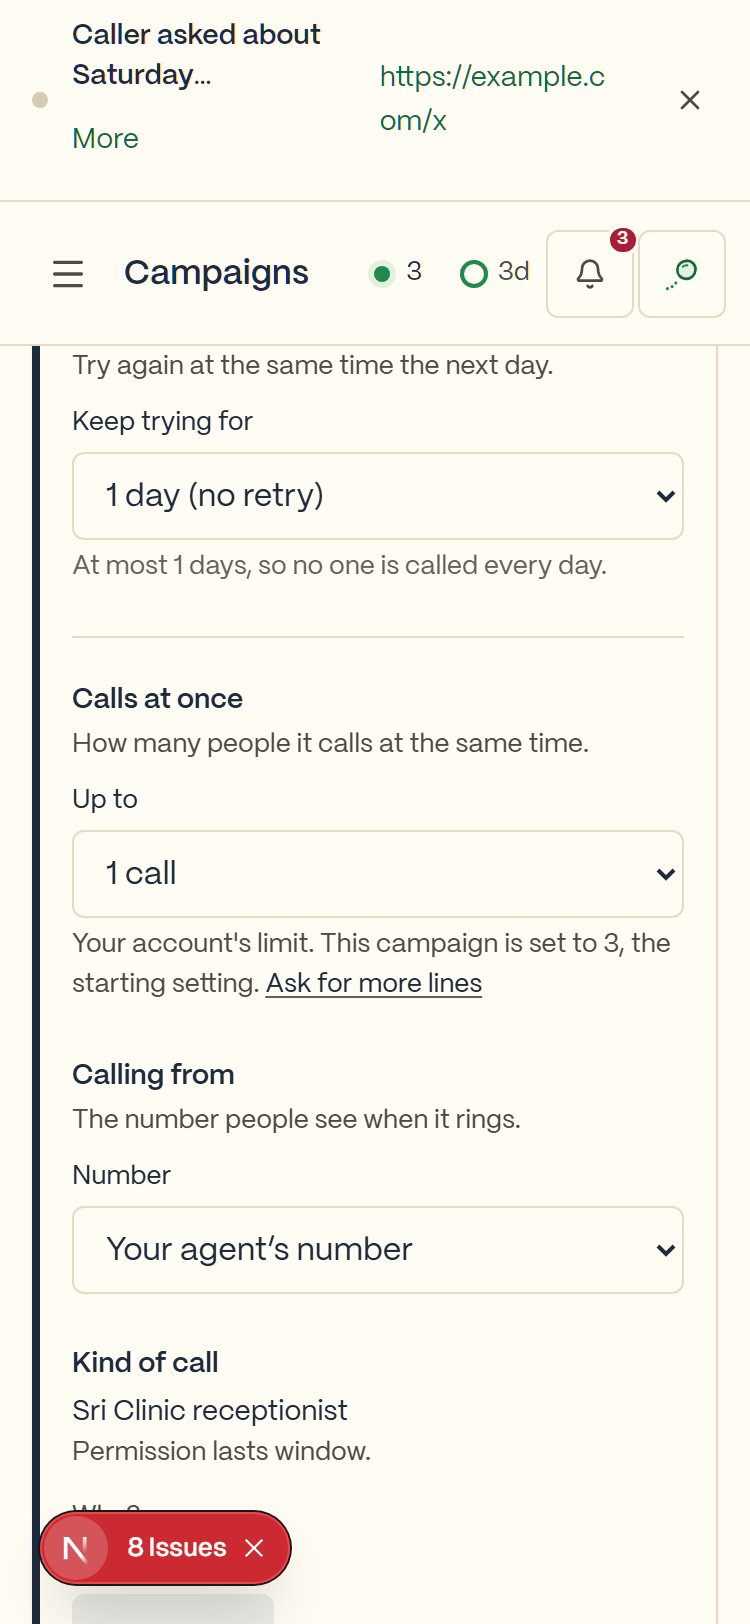 Caller asked about
Saturday...
More
https://example.c
om/x
Campaigns
3
3d
3
Try again at the same time the next day.
Keep trying for
1 day (no retry)
At most 1 days, so no one is called every day.
Calls at once
How many people it calls at the same time.
Up to
1 call
Your account's limit. This campaign is set to 3, the
starting setting. Ask for more lines
Calling from
The number people see when it rings.
Number
Your agent’s number
Kind of call
Sri Clinic receptionist
Permission lasts window.
N
8 Issues